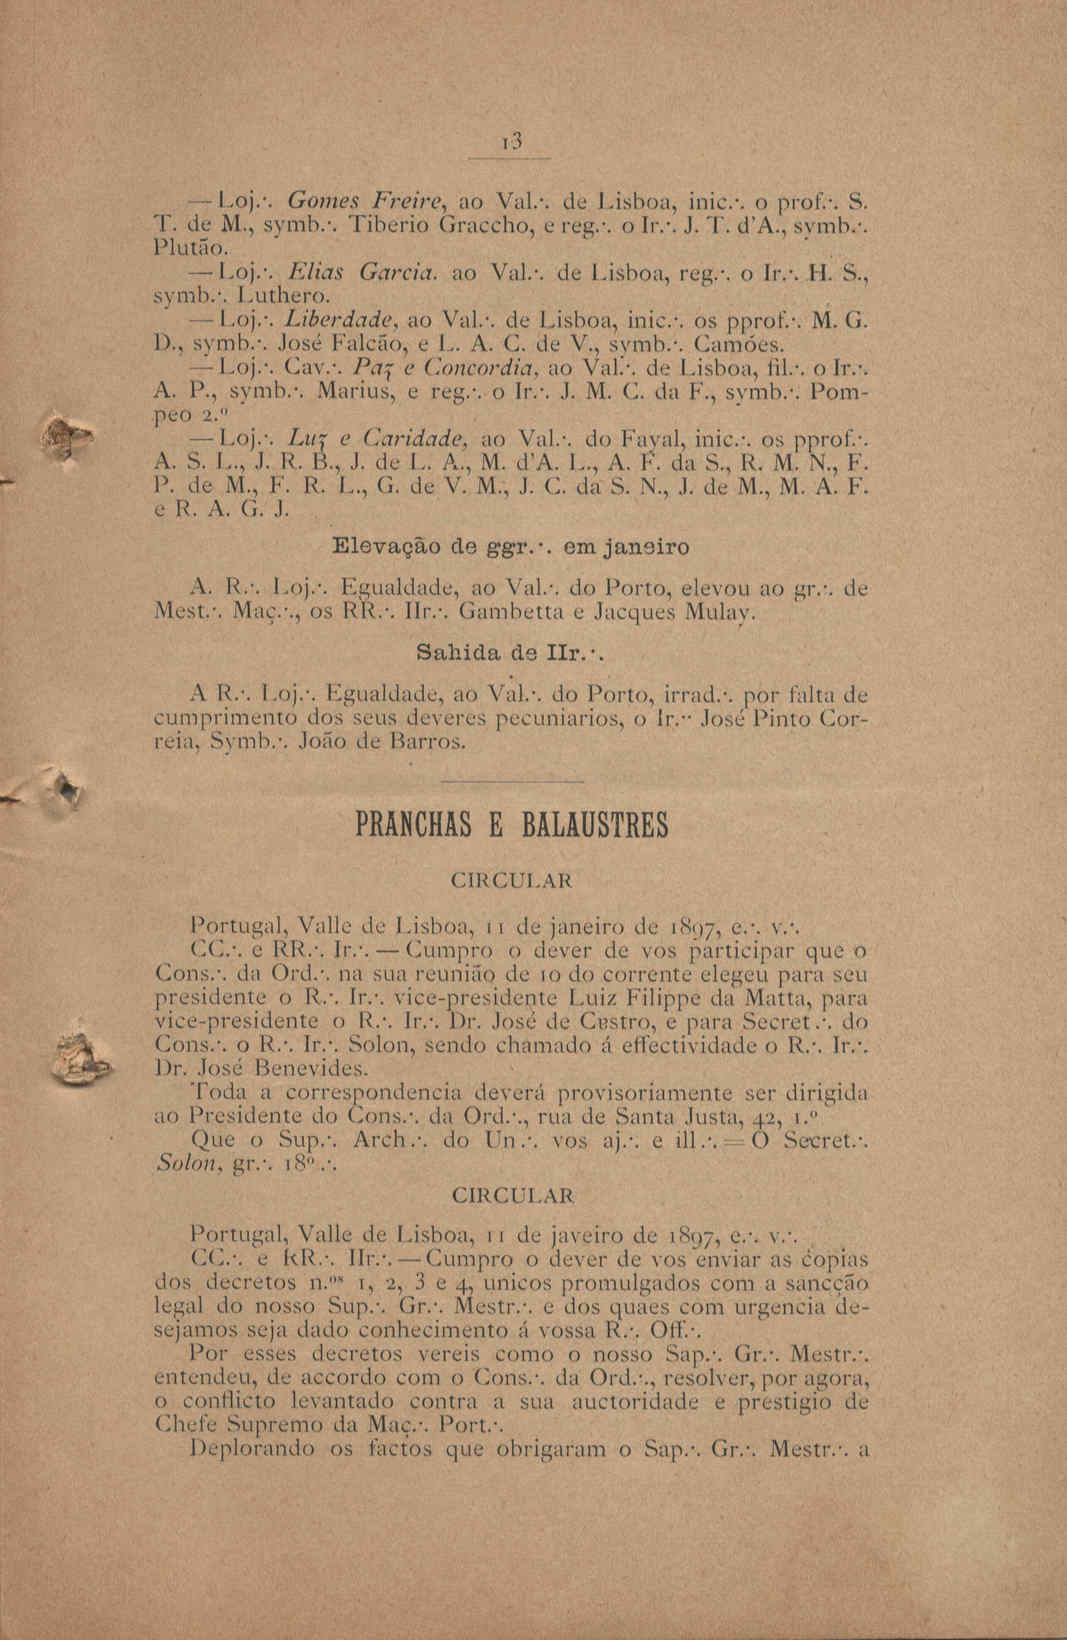 13
— Loj.·. Gomes Freire, ao Val.·. de Lisboa, inic.·. o prof.·. S.
T. de M., symb.·. Tiberio Graccho, e reg.·. o Ir.·. J. T. d'A., symb.·.
Plutão.
— Loj.·. Elias Garcia. ao Val.·. de Lisboa, reg.·. o Ir.·. H. S.,
symb.·. Luthero.
— Loj.·. Liberdade, ao Val.·. de Lisboa, inic.·. os pprof.·. M. G.
D., symb.·. José Falcão, e L. A. C. de V., symb.·. Camões.
— Loj.·. Cav.·. Paz e Concordia, ao Val.·. de Lisboa, fil.·. o Ir.·.
A. P., symb.·. Marius, e reg.·. o Ir.·. J. M. C. da F., symb.·. Pom-
peo 2.º
— Loj.·. Luz e Caridade, ao Val.·. do Fayal, inic.·. os pprof.·.
A. S. L., J. R. B., J. de L. A., M. d'A. L., A. F. da S., R. M. N., F.
P. de M., F. R. L., G. de V. M., J. C. da S. N., J. de M., M. A. F.
e R. A. G. J.
Elevação de ggr.·. em janeiro
A. R.·. Loj.·. Egualdade, ao Val.·. do Porto, elevou ao gr.·. de
Mest.·. Maç.·., os RR.·. IIr.·. Gambetta e Jacques Mulay.
Sahida de IIr.·.
A R.·. Loj.·. Egualdade, ao Val.·. do Porto, irrad.·. por falta de
cumprimento dos seus deveres pecuniarios, o Ir.·· José Pinto Cor-
reia, Symb.·. João de Barros.
PRANCHAS E BALAUSTRES
CIRCULAR
Portugal, Valle de Lisboa, 11 de janeiro de 1897, e.·. v.·.
CC.·. e RR.·. Ir.·. — Cumpro o dever de vos participar que o
Cons.·. da Ord.·. na sua reunião de 10 do corrente elegeu para seu
presidente o R.·. Ir.·. vice-presidente Luiz Filippe da Matta, para
vice-presidente o R.·. Ir.·. Dr. José de Castro, e para Secret.·. do
Cons.·. o R.·. Ir.·. Solon, sendo chamado á effectividade o R.·. Ir.·.
Dr. José Benevides.
Toda a correspondencia deverá provisoriamente ser dirigida
ao Presidente do Cons.·. da Ord.·., rua de Santa Justa, 42, 1.º
Que o Sup.·. Arch.·. do Un.·. vos aj.·. e ill.·. = O Secret.·.
Solon, gr.·. 18º.·.
CIRCULAR
Portugal, Valle de Lisboa, 11 de javeiro de 1897, e.·. v.·.
CC.·. e RR.·. IIr.·. — Cumpro o dever de vos enviar as copias
dos decretos n.ºˢ 1, 2, 3 e 4, unicos promulgados com a sancção
legal do nosso Sup.·. Gr.·. Mestr.·. e dos quaes com urgencia de-
sejamos seja dado conhecimento á vossa R.·. Off.·.
Por esses decretos vereis como o nosso Sap.·. Gr.·. Mestr.·.
entendeu, de accordo com o Cons.·. da Ord.·., resolver, por agora,
o conflicto levantado contra a sua auctoridade e prestigio de
Chefe Supremo da Maç.·. Port.·.
Deplorando os factos que obrigaram o Sap.·. Gr.·. Mestr.·. a